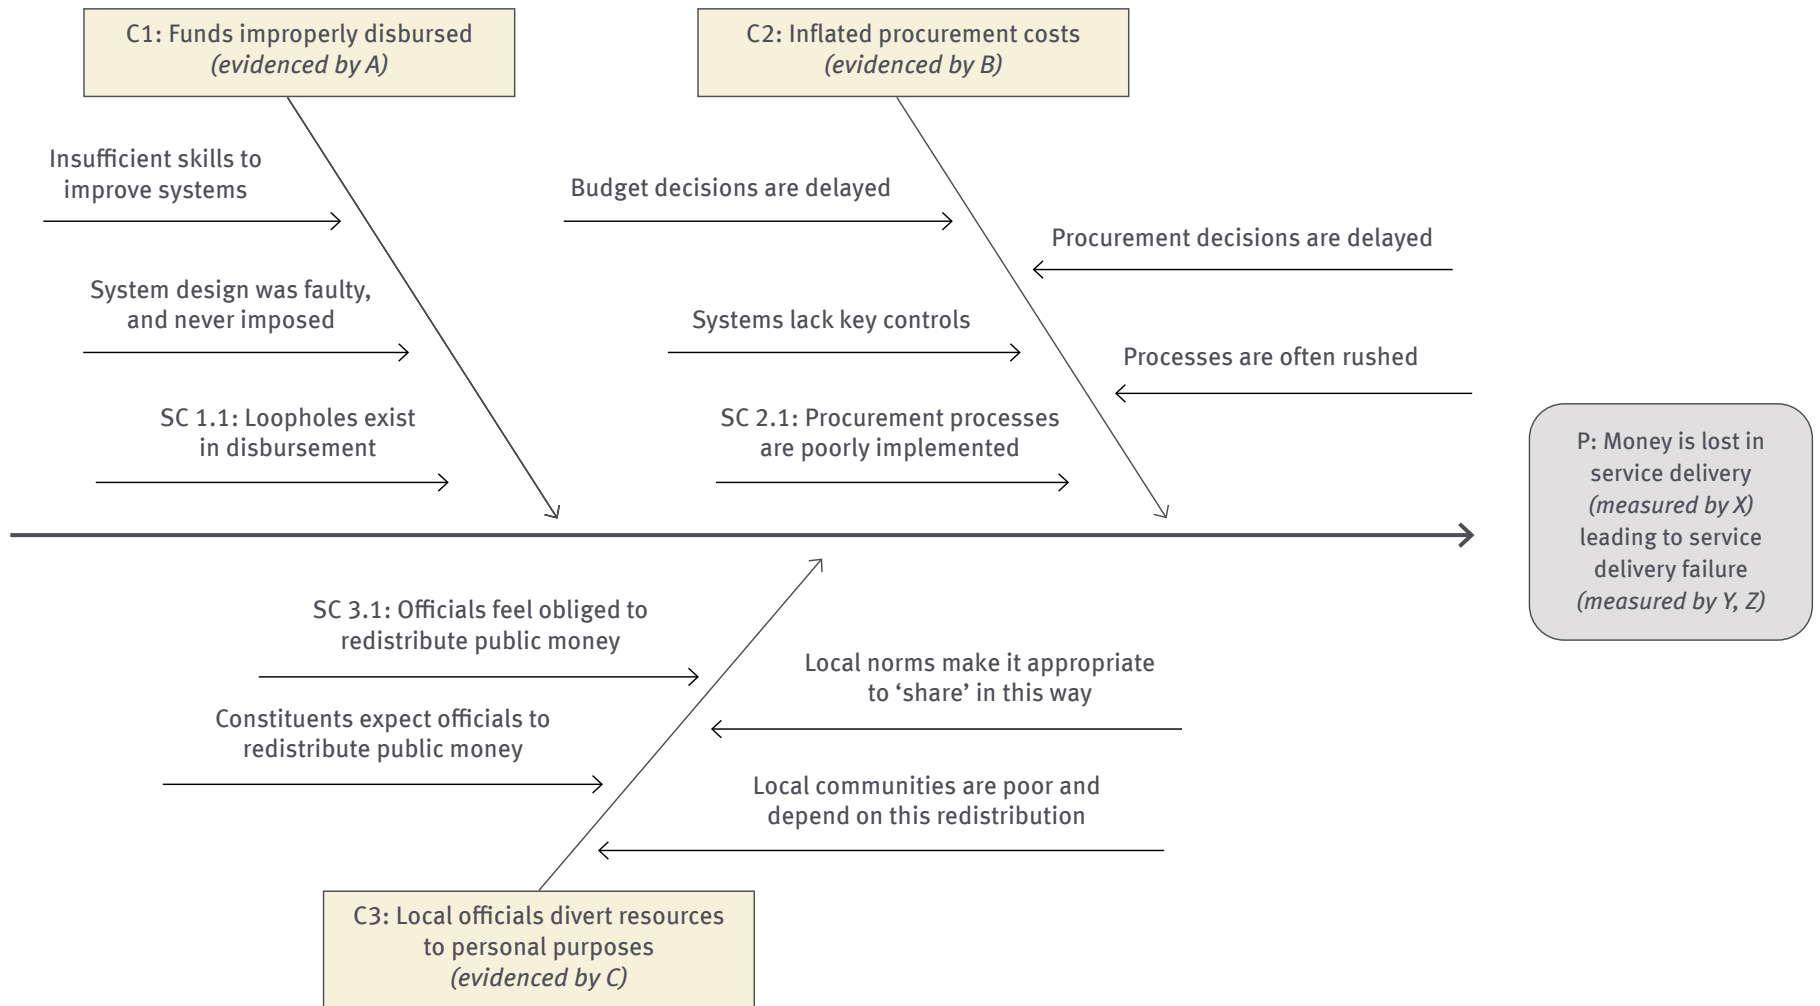 C1: Funds improperly disbursed
(evidenced by A)
C2: Inflated procurement costs
(evidenced by B)
Insufficient skills to
improve systems
System design was faulty,
and never imposed
SC 1.1: Loopholes exist
in disbursement
Budget decisions are delayed
Procurement decisions are delayed
Systems lack key controls
Processes are often rushed
SC 2.1: Procurement processes
are poorly implemented
P: Money is lost in
service delivery
(measured by X)
leading to service
delivery failure
(measured by Y, Z)
SC 3.1: Officials feel obliged to
redistribute public money
Local norms make it appropriate
to ‘share’ in this way
Constituents expect officials to
redistribute public money
Local communities are poor and
depend on this redistribution
C3: Local officials divert resources
to personal purposes
(evidenced by C)